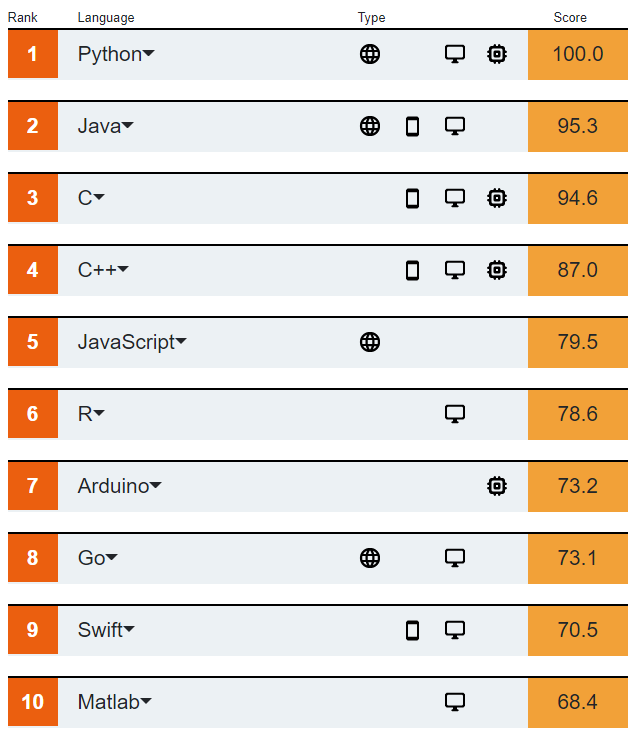 Rank Language Type Score
1 Python 100.0
2 Java 95.3
3 C 94.6
4 C++ 87.0
5 JavaScript 79.5
6 R 78.6
7 Arduino 73.2
8 Go 73.1
9 Swift 70.5
10 Matlab 68.4